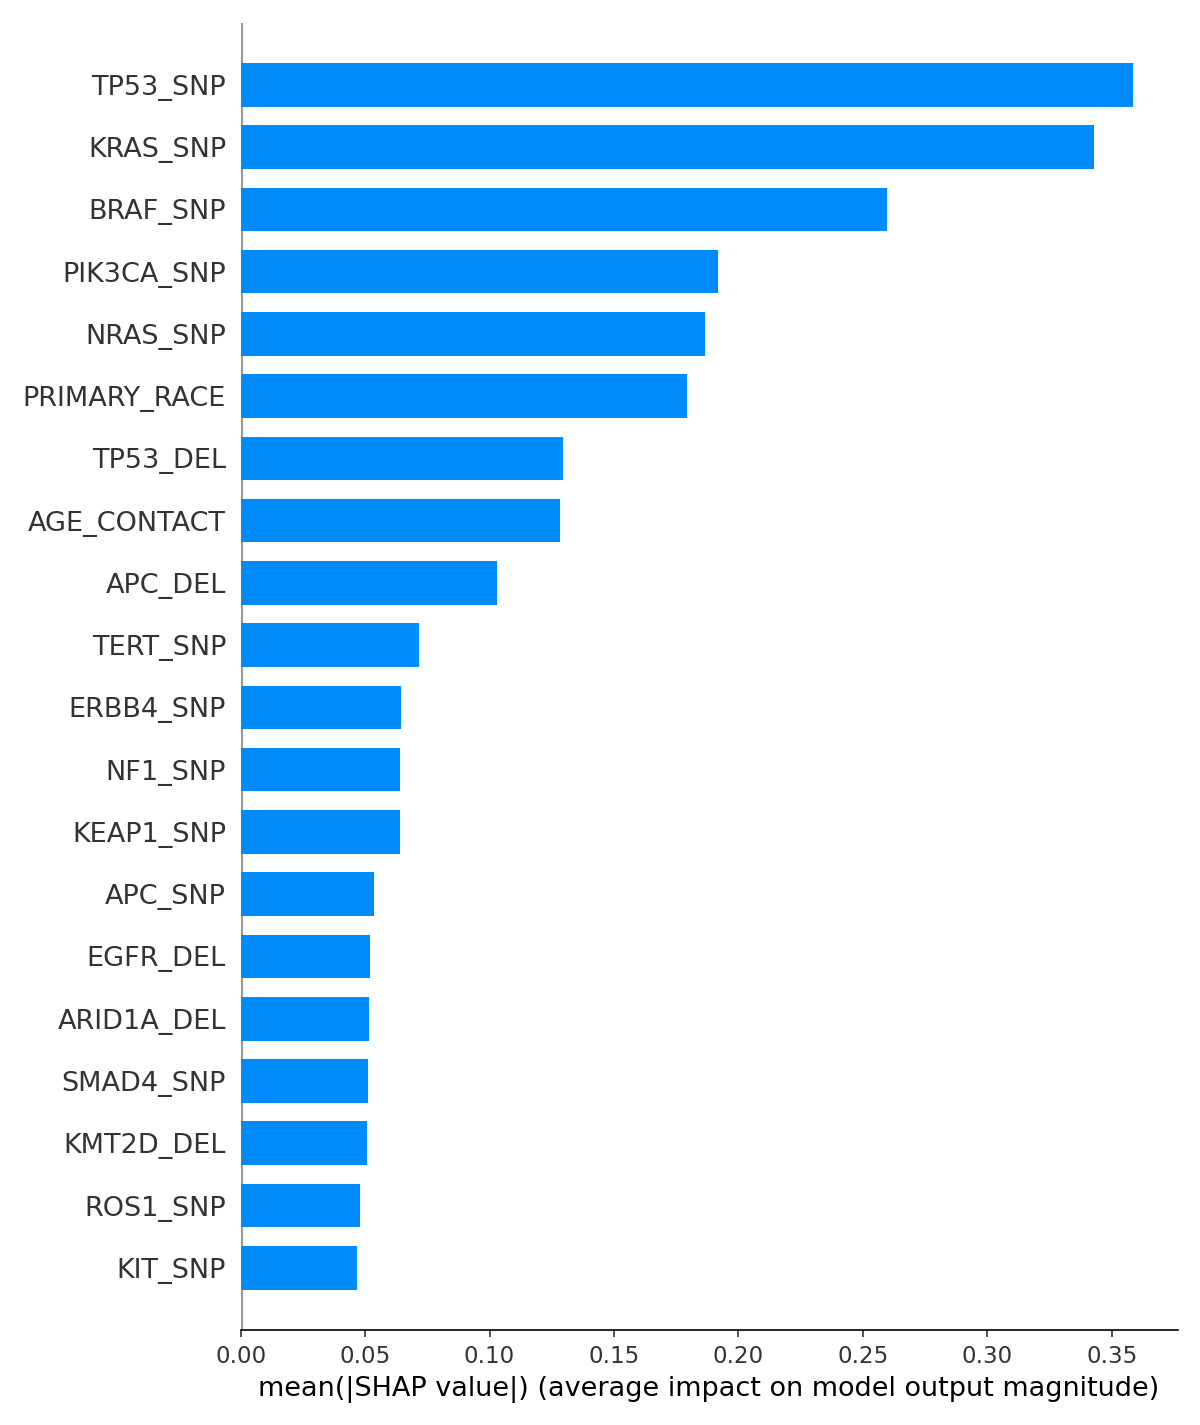 TP53_SNP
KRAS_SNP
BRAF_SNP
PIK3CA_SNP
NRAS_SNP
PRIMARY_RACE
TP53_DEL
AGE_CONTACT
APC_DEL
TERT_SNP
ERBB4_SNP
NF1_SNP
KEAP1_SNP
APC_SNP
EGFR_DEL
ARID1A_DEL
SMAD4_SNP
KMT2D_DEL
ROS1_SNP
KIT_SNP
0.00 0.05 0.10 0.15 0.20 0.25 0.30 0.35
mean(|SHAP value|) (average impact on model output magnitude)